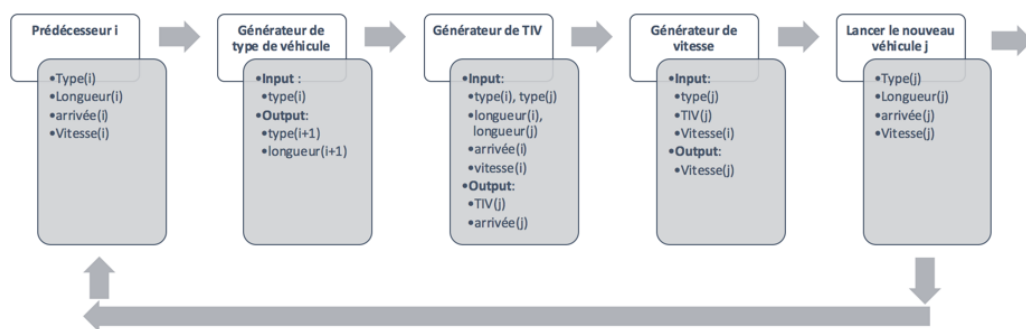 Prédécesseur i
•Type(i)
•Longueur(i)
•arrivée(i)
•Vitesse(i)
Générateur de
type de véhicule
•Input :
•type(i)
•Output:
•type(i+1)
•longueur(i+1)
Générateur de TIV
•Input:
•type(i), type(j)
•longueur(i),
longueur(j)
•arrivée(i)
•vitesse(i)
•Output:
•TIV(j)
•arrivée(j)
Générateur de
vitesse
•Input:
•type(j)
•TIV(j)
•Vitesse(i)
•Output:
•Vitesse(j)
Lancer le nouveau
véhicule j
•Type(j)
•Longueur(j)
•arrivée(j)
•Vitesse(j)